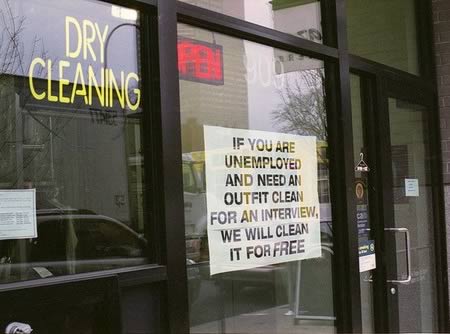 DRY
CLEANING
OPEN
IF YOU ARE
UNEMPLOYED
AND NEED AN
OUTFIT CLEAN
FOR AN INTERVIEW,
WE WILL CLEAN
IT FOR FREE